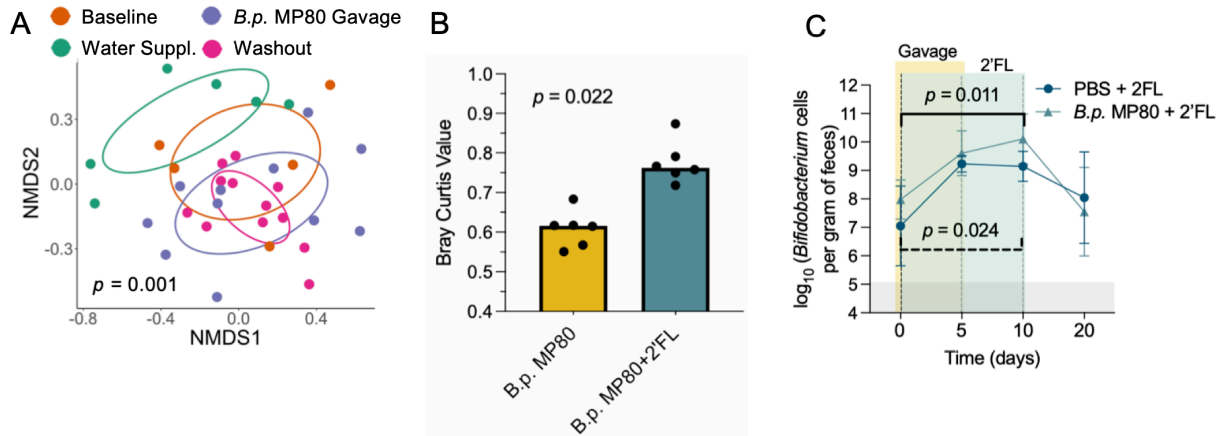 A
Baseline
B.p. MP80 Gavage
Water Suppl.
Washout
NMDS2
0.3
0.0
-0.3
p = 0.001
-0.8
-0.4
0.0
0.4
NMDS1
B
Bray Curtis Value
1.0
0.9
0.8
0.7
0.6
0.5
0.4
p = 0.022
B.p. MP80
B.p. MP80+2'FL
C
Gavage
2'FL
PBS + 2FL
B.p. MP80 + 2'FL
log10 (Bifidobacterium cells
per gram of feces)
12
11
10
9
8
7
6
5
4
p = 0.011
p = 0.024
0
5
10
20
Time (days)